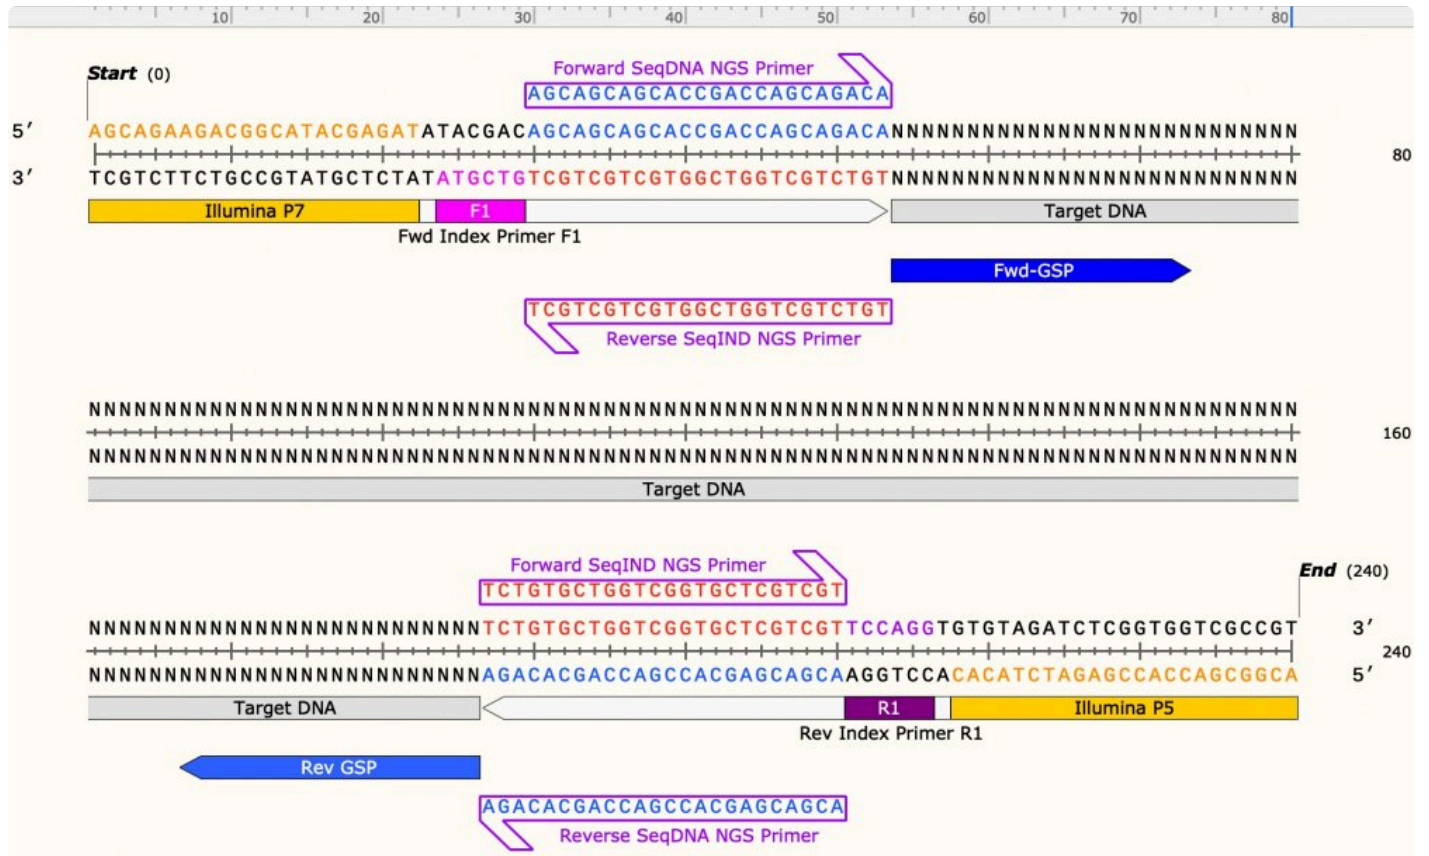 10 20 30 40 50 60 70 80
Start (0)
Forward SeqDNA NGS Primer
AGCAGCAGCACCGACCAGCAGACA
5′ AGCAGAAGACGGCATACGAGATATACGACAGCAGCAGCACCGACCAGCAGACANNNNNNNNNNNNNNNNNNNNNNNNNNN
80
3′ TCGTCTTCTGCCGTATGCTCTATATGCTGTCGTCGTCGTGGCTGGTCGTCTGTNNNNNNNNNNNNNNNNNNNNNNNNNNN
Illumina P7 F1 Target DNA
Fwd Index Primer F1
Fwd-GSP
TCGTCGTCGTGGCTGGTCGTCTGT
Reverse SeqIND NGS Primer
NNNNNNNNNNNNNNNNNNNNNNNNNNNNNNNNNNNNNNNNNNNNNNNNNNNNNNNNNNNNNNNNNNNNNNNNNNNNNNNN
160
NNNNNNNNNNNNNNNNNNNNNNNNNNNNNNNNNNNNNNNNNNNNNNNNNNNNNNNNNNNNNNNNNNNNNNNNNNNNNNNN
Target DNA
Forward SeqIND NGS Primer
End (240)
TCTGTGCTGGTCGGTGCTCGTCGT
NNNNNNNNNNNNNNNNNNNNNNNNNNTCTGTGCTGGTCGGTGCTCGTCGTTCCAGGTGTGTAGATCTCGGTGGTCGCCGT 3′
240
NNNNNNNNNNNNNNNNNNNNNNNNNNAGACACGACCAGCCACGAGCAGCAAGGTCCACACATCTAGAGCCACCAGCGGCA 5′
Target DNA R1 Illumina P5
Rev Index Primer R1
Rev GSP
AGACACGACCAGCCACGAGCAGCA
Reverse SeqDNA NGS Primer